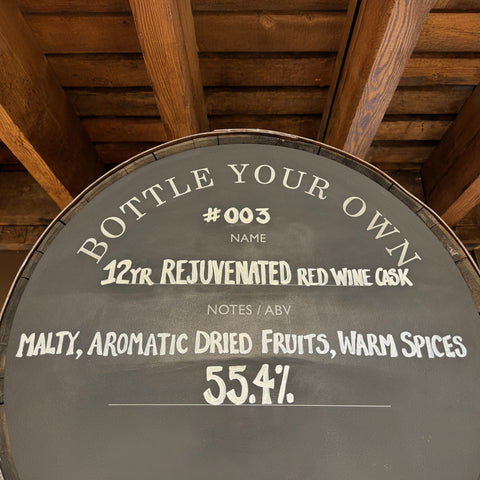 BOTTLE YOUR OWN
#003
NAME
12YR REJUVENATED RED WINE CASK
NOTES / ABV
MALTY, AROMATIC DRIED FRUITS, WARM SPICES
55.4%